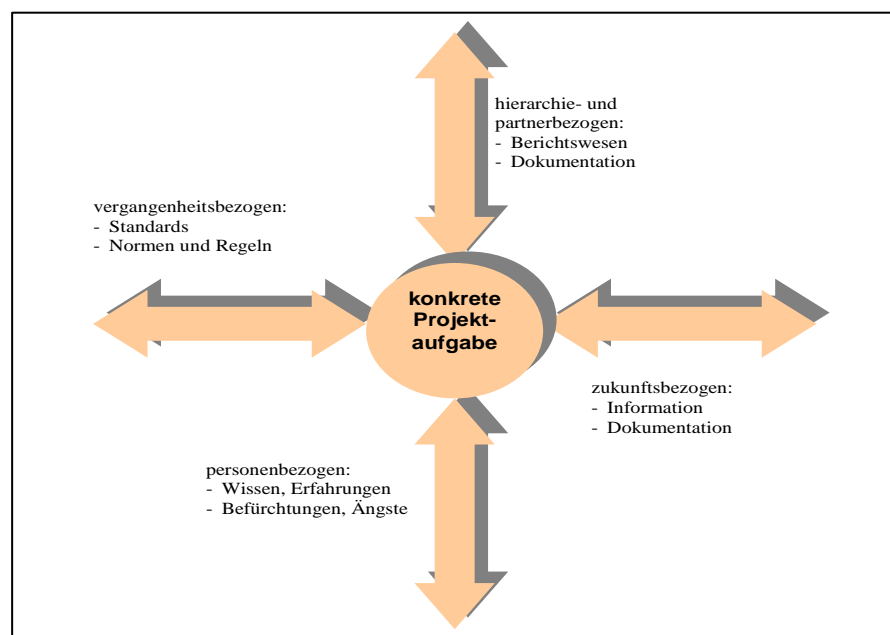 hierarchie- und
partnerbezogen:
- Berichtswesen
- Dokumentation
vergangenheitsbezogen:
- Standards
- Normen und Regeln
konkrete
Projekt-
aufgabe
zukunftsbezogen:
- Information
- Dokumentation
personenbezogen:
- Wissen, Erfahrungen
- Befürchtungen, Ängste